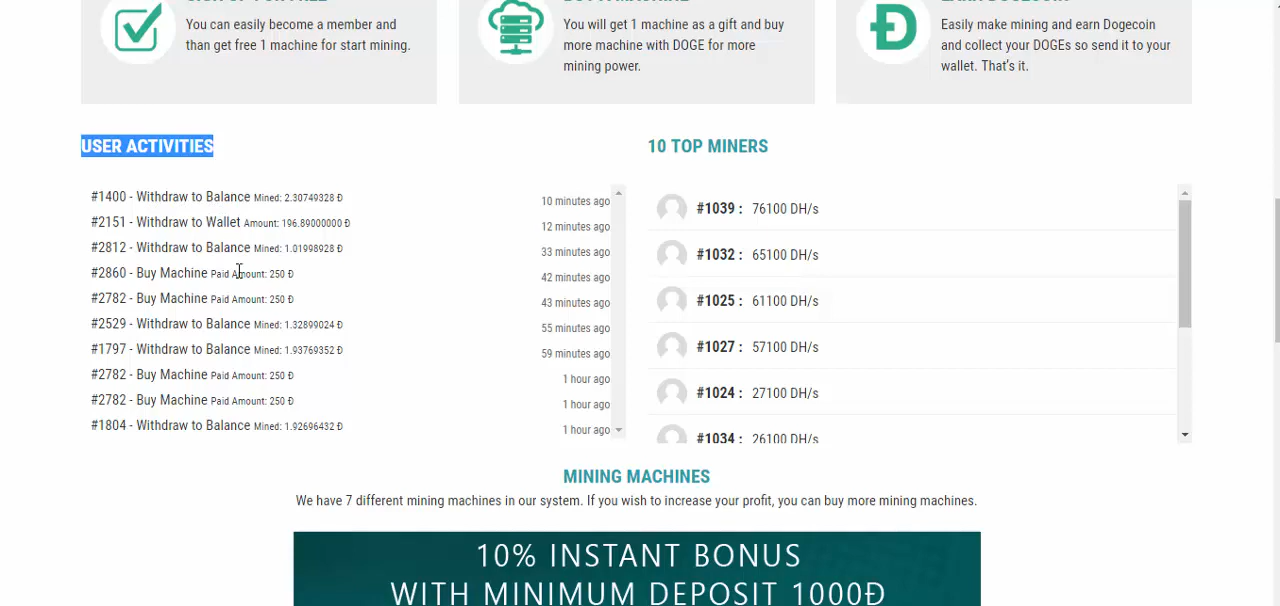 You can easily become a member and
than get free 1 machine for start mining.
You will get 1 machine as a gift and buy
more machine with DOGE for more
mining power.
Easily make mining and earn Dogecoin
and collect your DOGEs so send it to your
wallet. That’s it.
USER ACTIVITIES
#1400 - Withdraw to Balance Mined: 2.30749328 Đ 10 minutes ago
#2151 - Withdraw to Wallet Amount: 196.89000000 Đ 12 minutes ago
#2812 - Withdraw to Balance Mined: 1.01998928 Đ 33 minutes ago
#2860 - Buy Machine Paid Amount: 250 Đ 42 minutes ago
#2782 - Buy Machine Paid Amount: 250 Đ 43 minutes ago
#2529 - Withdraw to Balance Mined: 1.32899024 Đ 55 minutes ago
#1797 - Withdraw to Balance Mined: 1.93769352 Đ 59 minutes ago
#2782 - Buy Machine Paid Amount: 250 Đ 1 hour ago
#2782 - Buy Machine Paid Amount: 250 Đ 1 hour ago
#1804 - Withdraw to Balance Mined: 1.92696432 Đ 1 hour ago
10 TOP MINERS
#1039 : 76100 DH/s
#1032 : 65100 DH/s
#1025 : 61100 DH/s
#1027 : 57100 DH/s
#1024 : 27100 DH/s
#1034 : 26100 DH/s
MINING MACHINES
We have 7 different mining machines in our system. If you wish to increase your profit, you can buy more mining machines.
10% INSTANT BONUS
WITH MINIMUM DEPOSIT 1000Đ